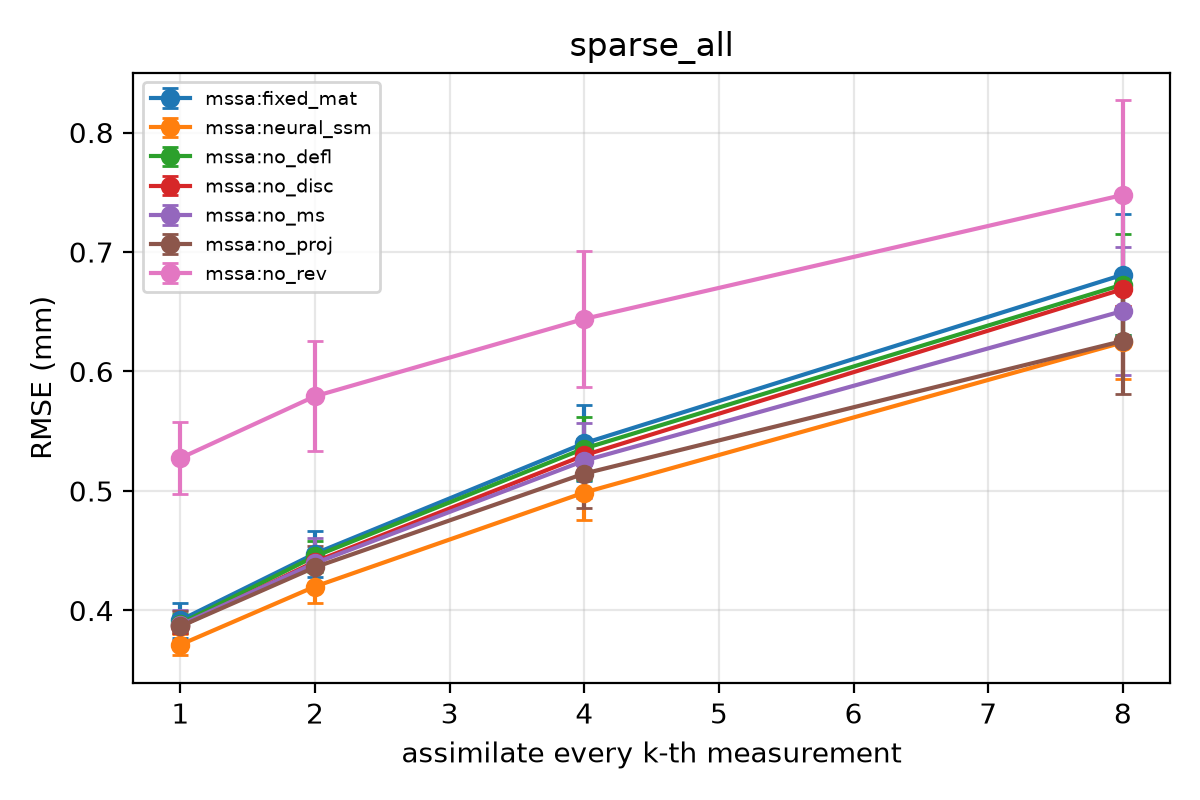 sparse_all
mssa:fixed_mat
mssa:neural_ssm
mssa:no_defl
mssa:no_disc
mssa:no_ms
mssa:no_proj
mssa:no_rev
RMSE (mm)
0.8
0.7
0.6
0.5
0.4
1 2 3 4 5 6 7 8
assimilate every k-th measurement